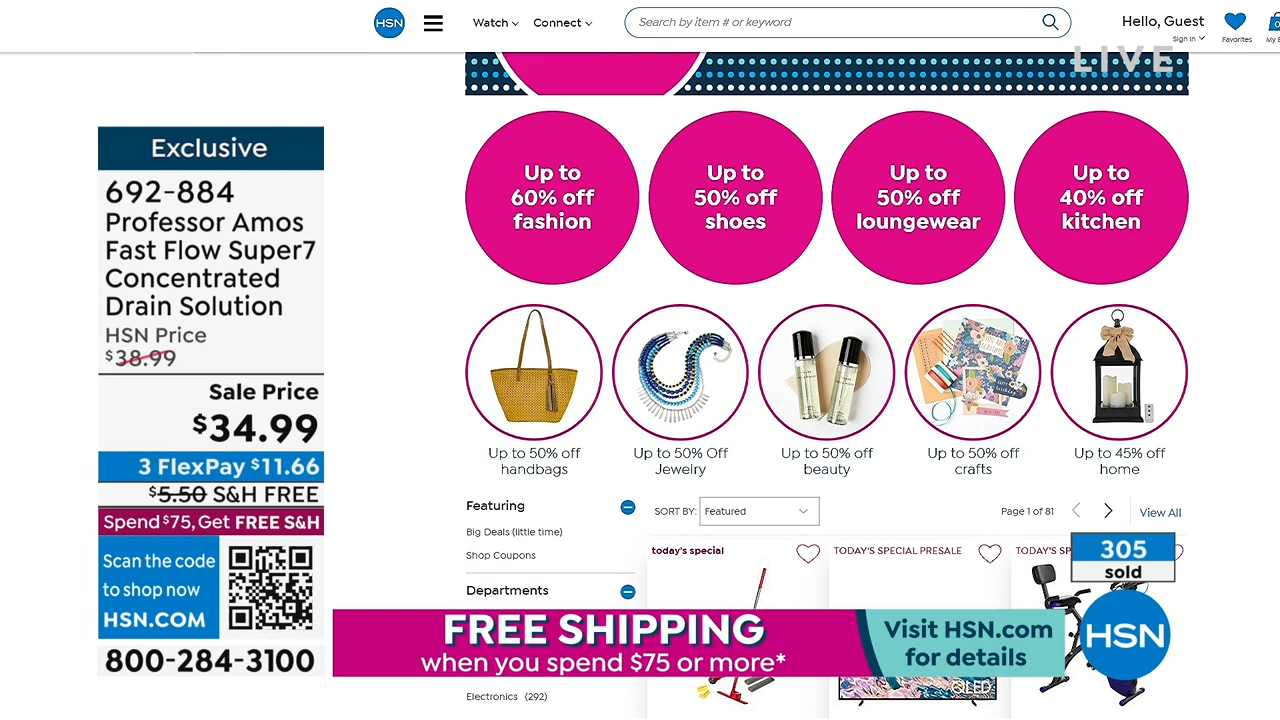 HSN
Watch
Connect
Search by item # or keyword
Hello, Guest
Sign In
Favorites
0
My
LIVE
Exclusive
692-884
Professor Amos
Fast Flow Super7
Concentrated
Drain Solution
HSN Price
$38.99
Sale Price
$34.99
3 FlexPay $11.66
$5.50 S&H FREE
Spend $75, Get FREE S&H
Scan the code
to shop now
HSN.COM
800-284-3100
Up to
60% off
fashion
Up to
50% off
shoes
Up to
50% off
loungewear
Up to
40% off
kitchen
Up to 50% off
handbags
Up to 50% Off
Jewelry
Up to 50% off
beauty
Up to 50% off
crafts
Up to 45% off
home
Featuring
Big Deals (little time)
Shop Coupons
Departments
Electronics (292)
SORT BY:
Featured
Page 1 of 81
View All
today's special
TODAY'S SPECIAL PRESALE
TODAY'S SP
305
sold
QLED
FREE SHIPPING
when you spend $75 or more*
Visit HSN.com
for details
HSN